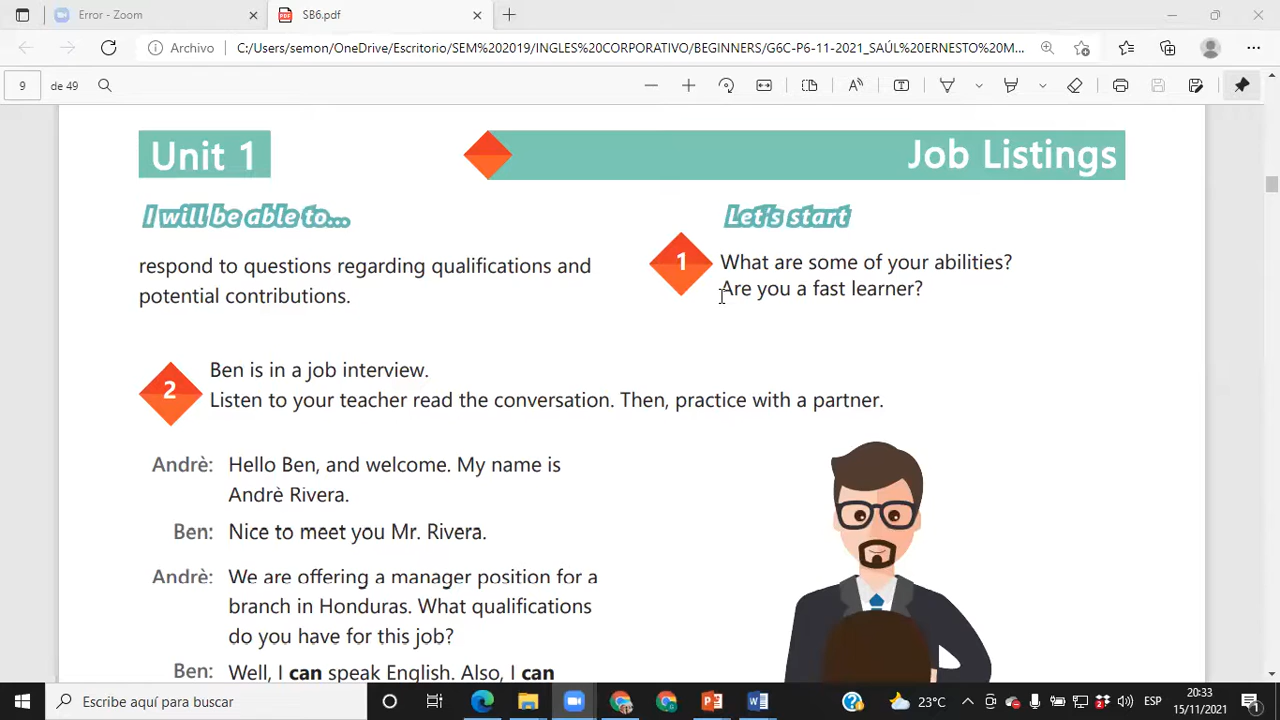 Error - Zoom
SB6.pdf
Archivo
C:/Users/semon/OneDrive/Escritorio/SEM%202019/INGLES%20CORPORATIVO/BEGINNERS/G6C-P6-11-2021_SAÚL%20ERNESTO%20M...
9 de 49
Unit 1
Job Listings
I will be able to...
respond to questions regarding qualifications and
potential contributions.
Let's start
1
What are some of your abilities?
Are you a fast learner?
2
Ben is in a job interview.
Listen to your teacher read the conversation. Then, practice with a partner.
Andrè: Hello Ben, and welcome. My name is
Andrè Rivera.
Ben: Nice to meet you Mr. Rivera.
Andrè: We are offering a manager position for a
branch in Honduras. What qualifications
do you have for this job?
Ben: Well, I can speak English. Also, I can
Escribe aquí para buscar
23°C
ESP
20:33
15/11/2021
1